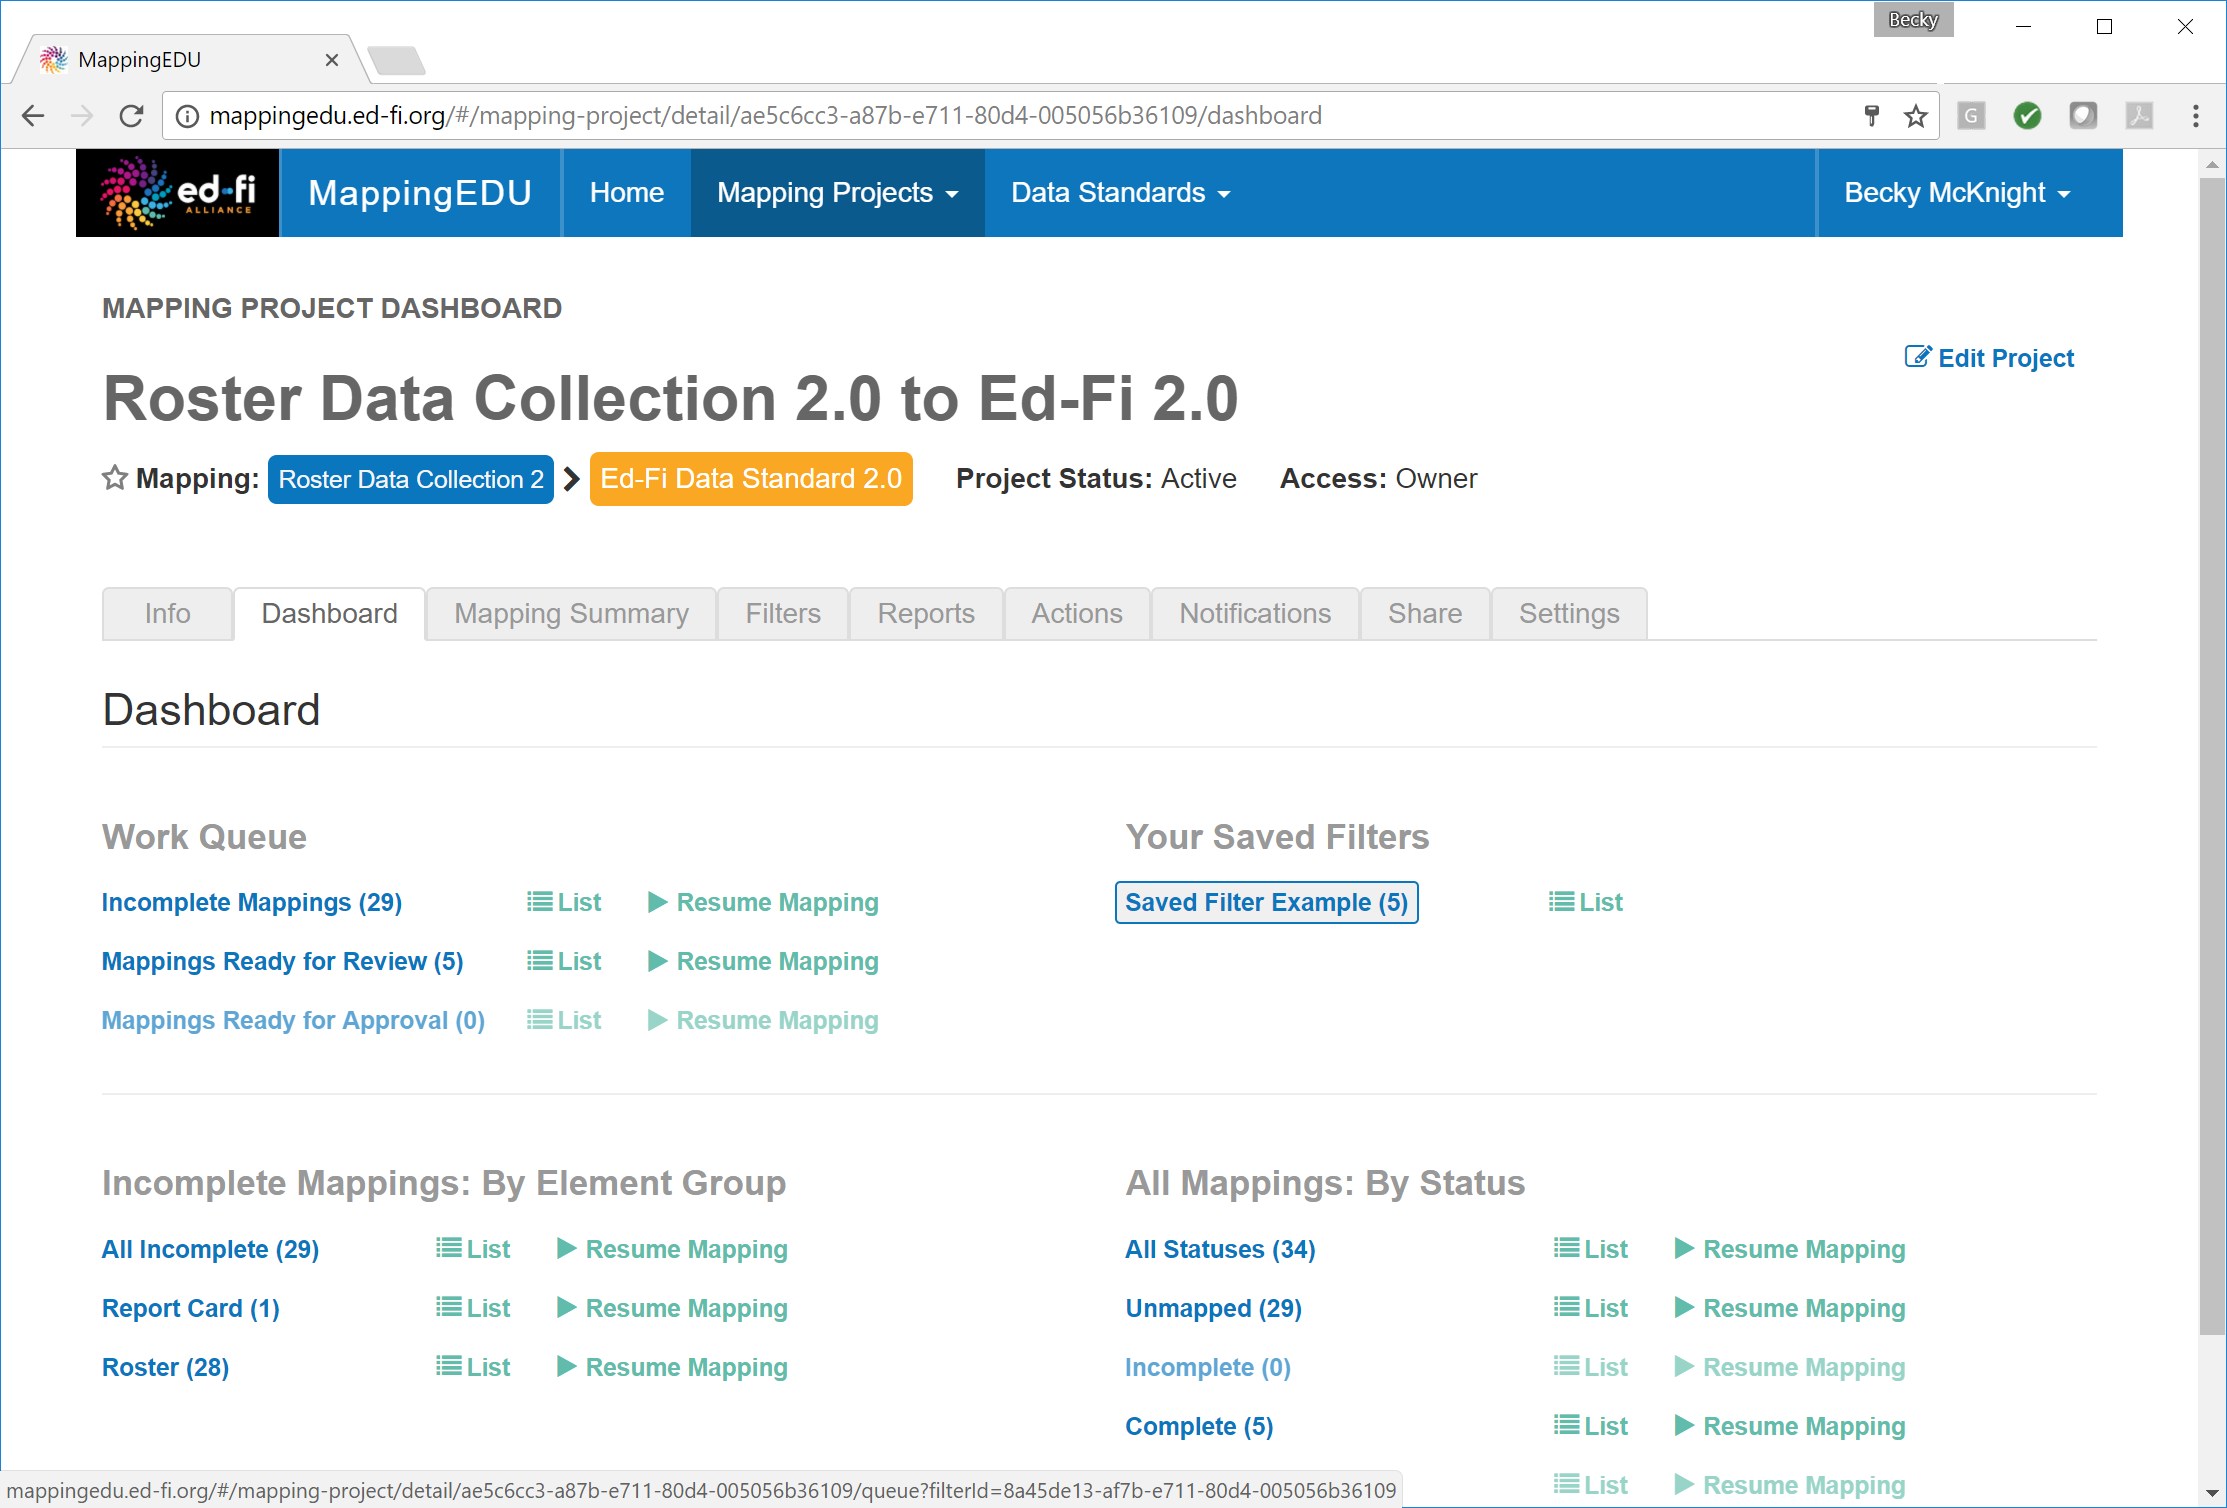 Becky
MappingEDU
mappingedu.ed-fi.org/#/mapping-project/detail/ae5c6cc3-a87b-e711-80d4-005056b36109/dashboard
G
ed-fi ALLIANCE
MappingEDU
Home
Mapping Projects
Data Standards
Becky McKnight
MAPPING PROJECT DASHBOARD
Edit Project
Roster Data Collection 2.0 to Ed-Fi 2.0
Mapping: Roster Data Collection 2 Ed-Fi Data Standard 2.0 Project Status: Active Access: Owner
Info Dashboard Mapping Summary Filters Reports Actions Notifications Share Settings
Dashboard
Work Queue
Incomplete Mappings (29) List Resume Mapping
Mappings Ready for Review (5) List Resume Mapping
Mappings Ready for Approval (0) List Resume Mapping
Your Saved Filters
Saved Filter Example (5) List
Incomplete Mappings: By Element Group
All Incomplete (29) List Resume Mapping
Report Card (1) List Resume Mapping
Roster (28) List Resume Mapping
All Mappings: By Status
All Statuses (34) List Resume Mapping
Unmapped (29) List Resume Mapping
Incomplete (0) List Resume Mapping
Complete (5) List Resume Mapping
List Resume Mapping
mappingedu.ed-fi.org/#/mapping-project/detail/ae5c6cc3-a87b-e711-80d4-005056b36109/queue?filterId=8a45de13-af7b-e711-80d4-005056b36109